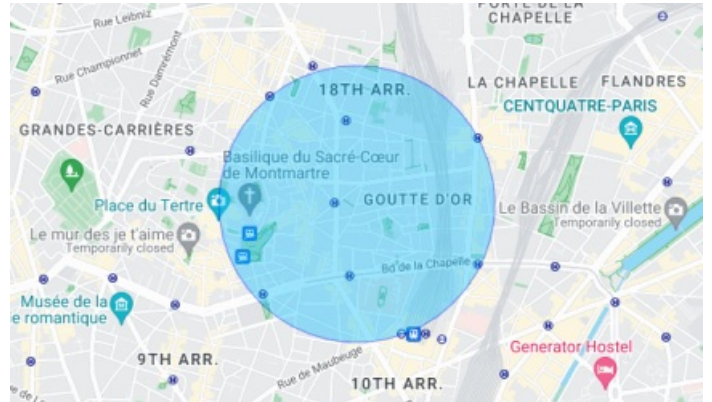 Rue Leibniz
PORTE DE LA
CHAPELLE
Rue Championnet
Rue Damrémont
18TH ARR.
LA CHAPELLE
FLANDRES
CENTQUATRE-PARIS
GRANDES-CARRIÈRES
Basilique du Sacré-Cœur
de Montmartre
Place du Tertre
GOUTTE D'OR
Le Bassin de la Villette
Temporarily closed
Le mur des je t'aime
Temporarily closed
Bd de la Chapelle
Musée de la
e romantique
Generator Hostel
9TH ARR.
Rue de Maubeuge
10TH ARR.